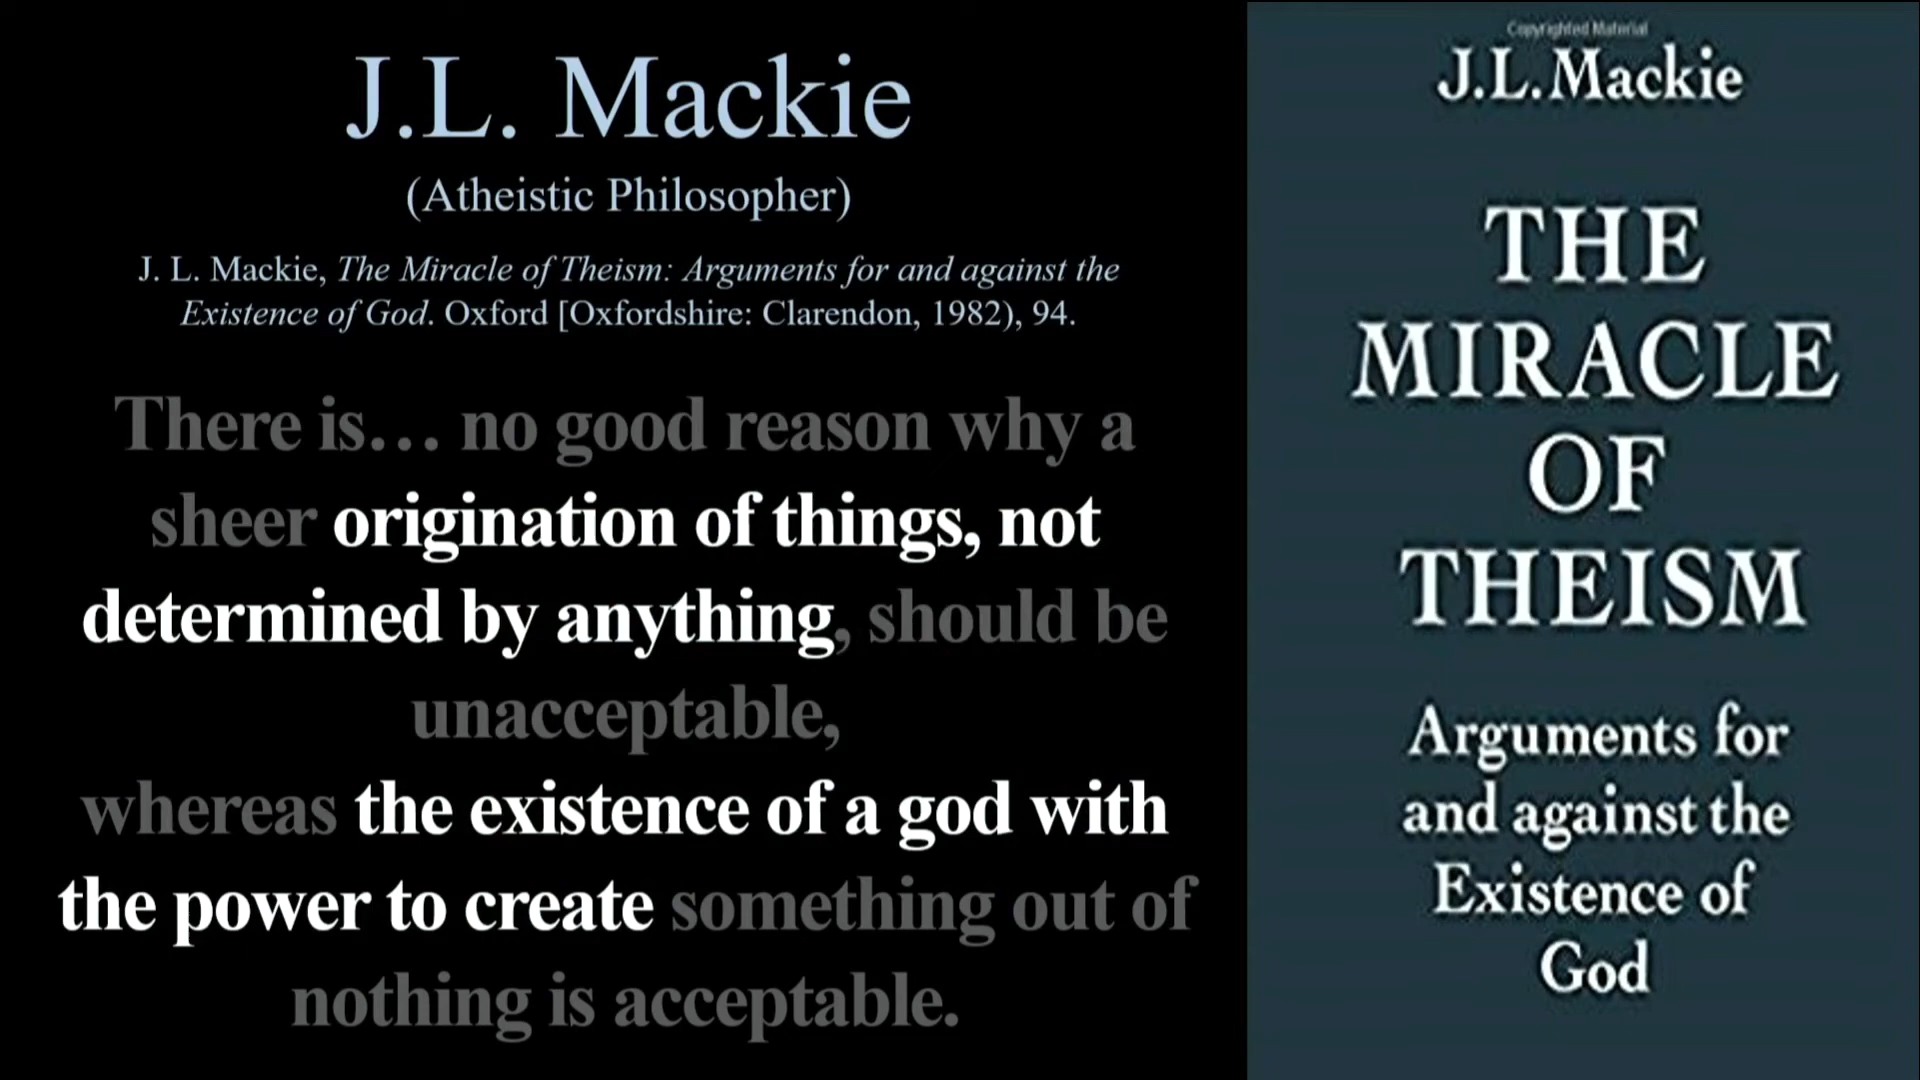 J.L. Mackie
(Atheistic Philosopher)
J. L. Mackie, The Miracle of Theism: Arguments for and against the
Existence of God. Oxford [Oxfordshire: Clarendon, 1982), 94.
There is… no good reason why a
sheer origination of things, not
determined by anything, should be
unacceptable,
whereas the existence of a god with
the power to create something out of
nothing is acceptable.
Copyrighted Material
J.L.Mackie
THE
MIRACLE
OF
THEISM
Arguments for
and against the
Existence of
God